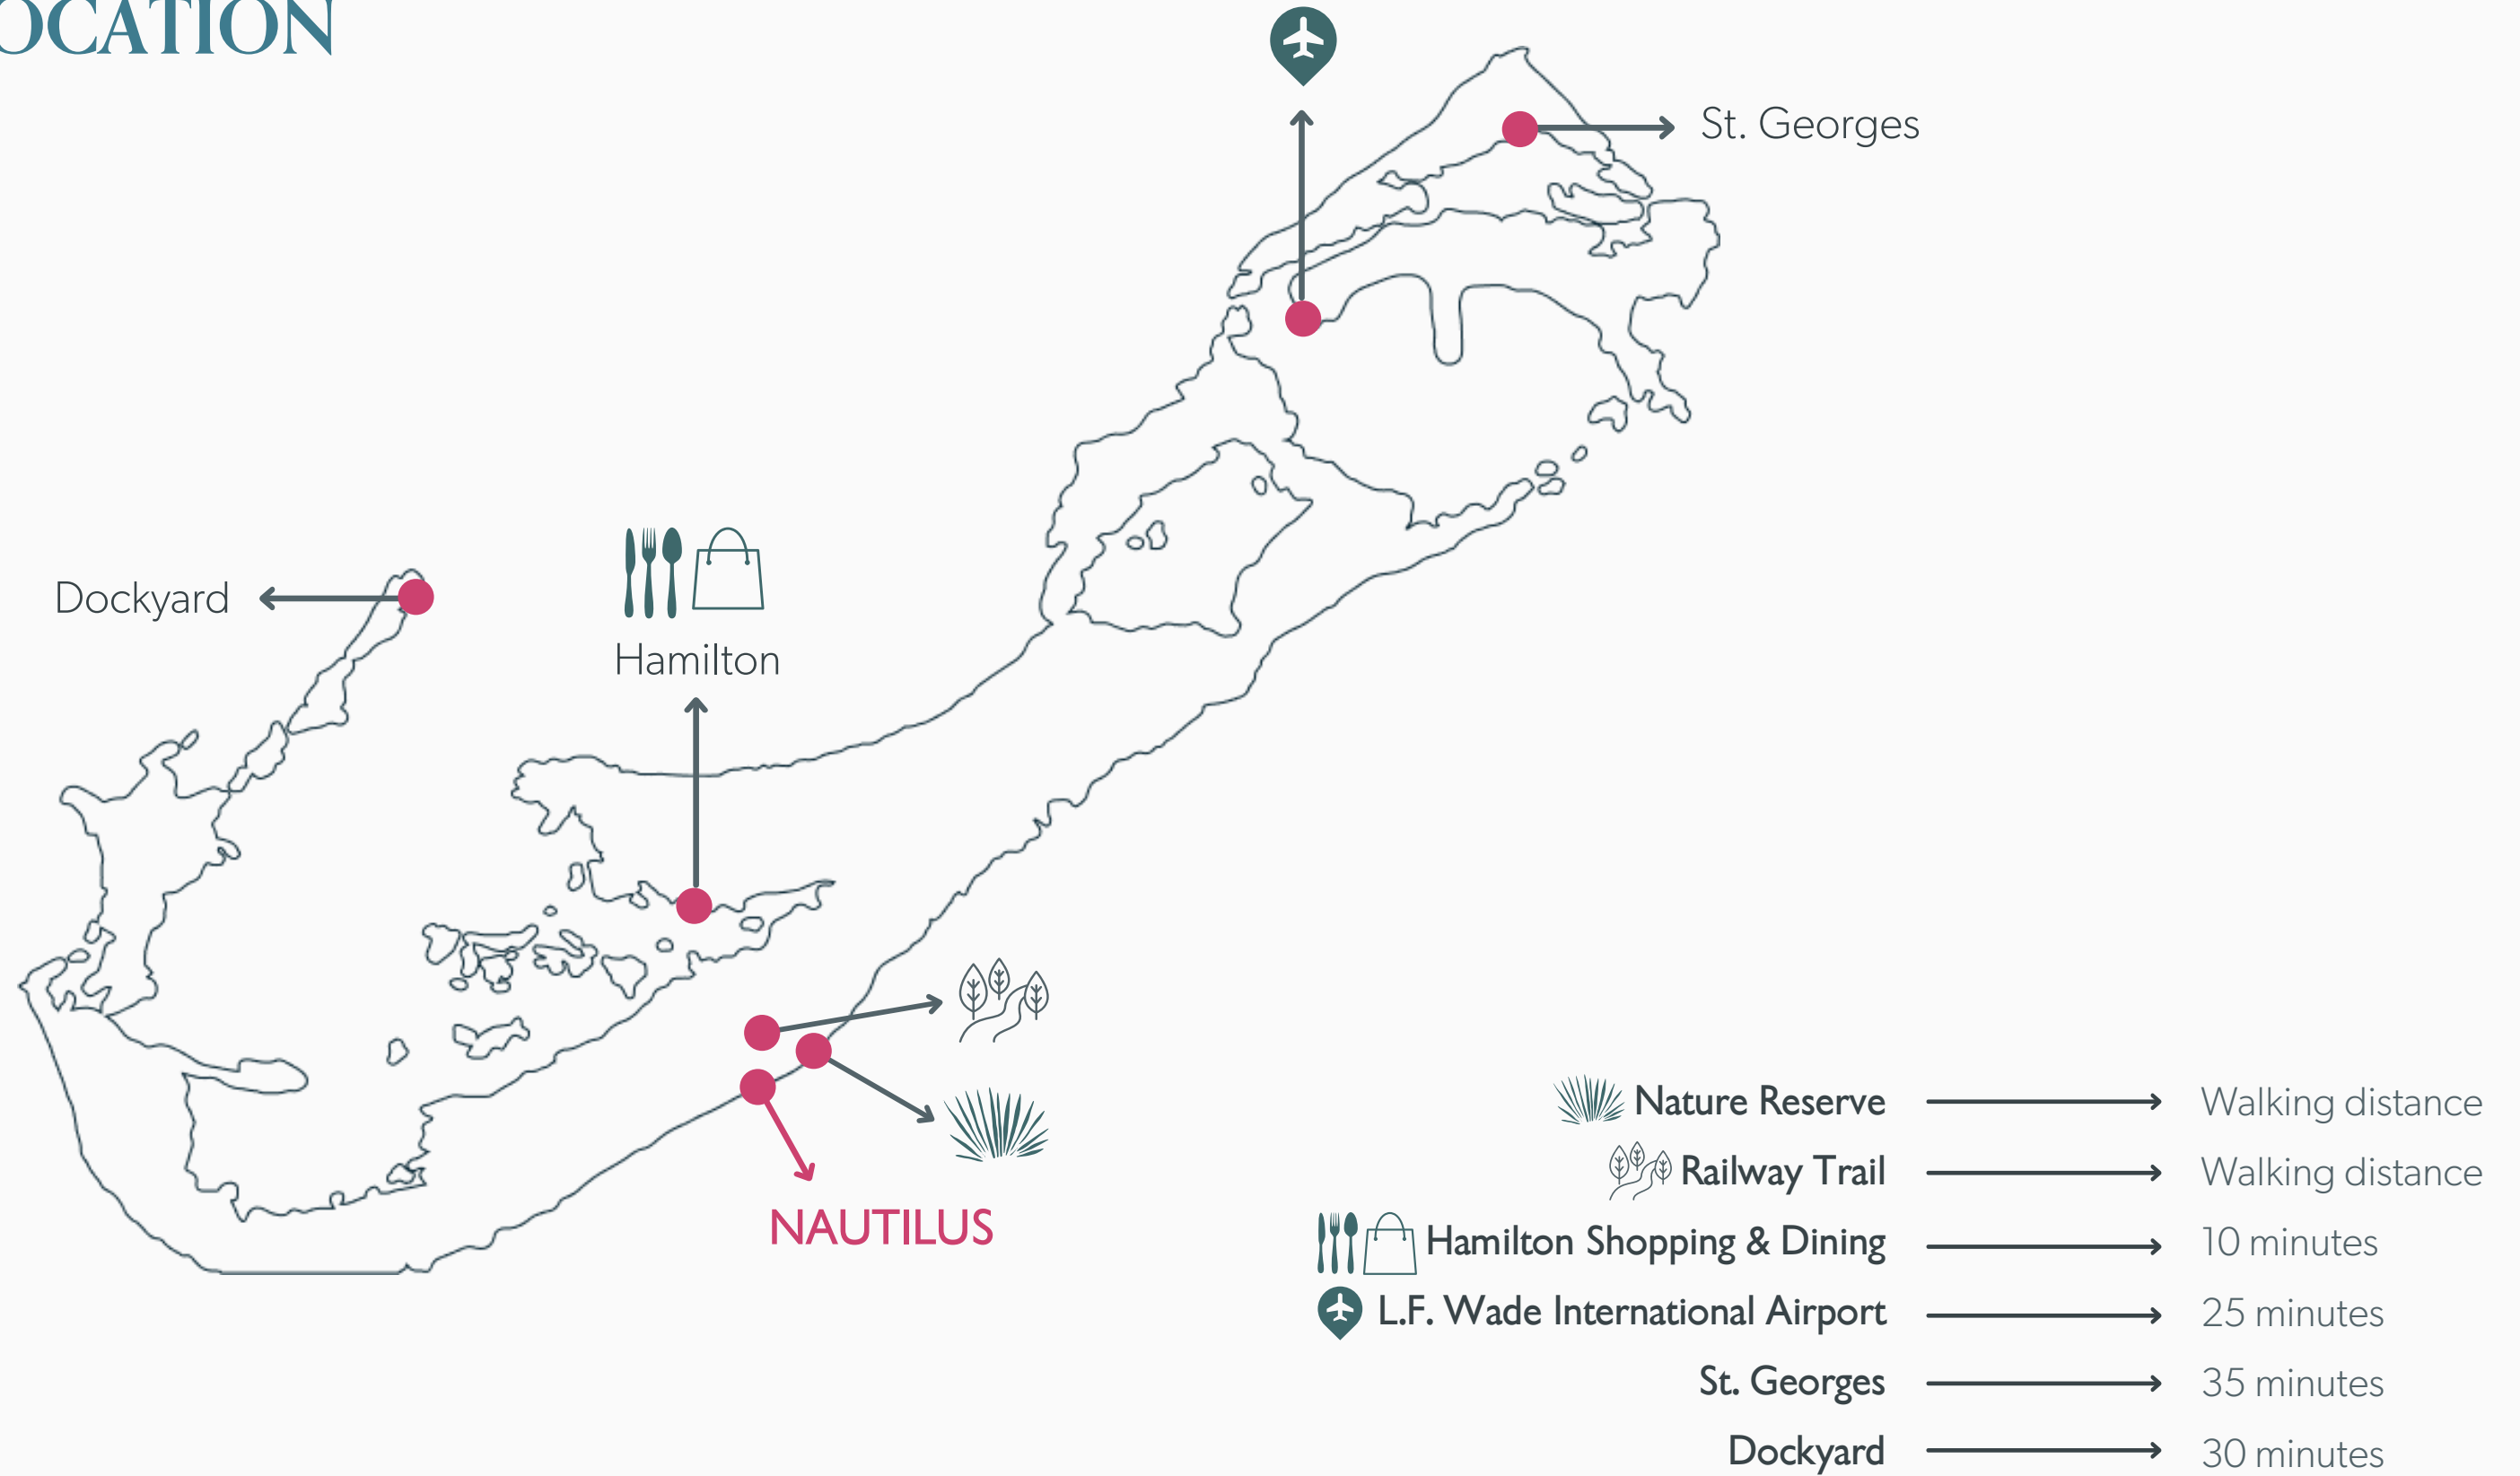 OCATION
St. Georges
Dockyard
Hamilton
NAUTILUS
Nature Reserve Walking distance
Railway Trail Walking distance
Hamilton Shopping & Dining 10 minutes
L.F. Wade International Airport 25 minutes
St. Georges 35 minutes
Dockyard 30 minutes